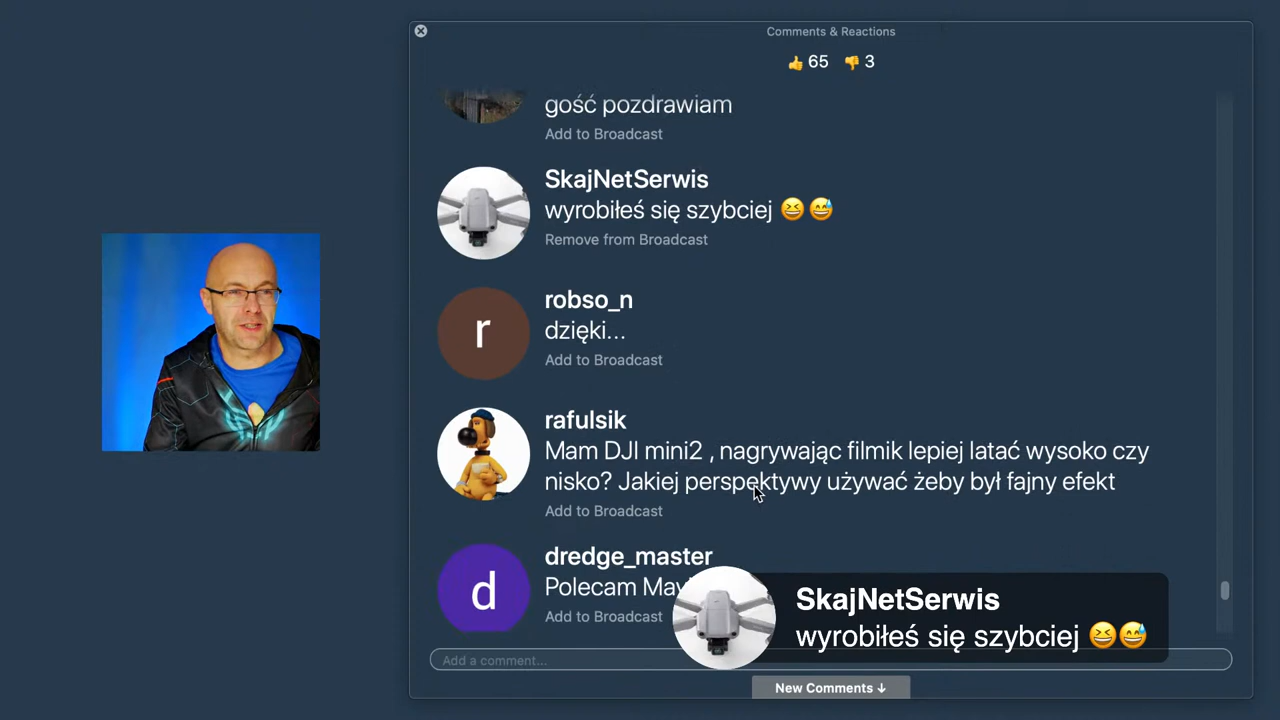 Comments & Reactions
👍 65 👎 3
gość pozdrawiam
Add to Broadcast
SkajNetSerwis
wyrobiłeś się szybciej 😆😅
Remove from Broadcast
r
robso_n
dzięki...
Add to Broadcast
rafulsik
Mam DJI mini2 , nagrywając filmik lepiej latać wysoko czy
nisko? Jakiej perspektywy używać żeby był fajny efekt
Add to Broadcast
d
dredge_master
Polecam
Add to Broadcast
SkajNetSerwis
wyrobiłeś się szybciej 😆😅
Add a comment...
New Comments ↓